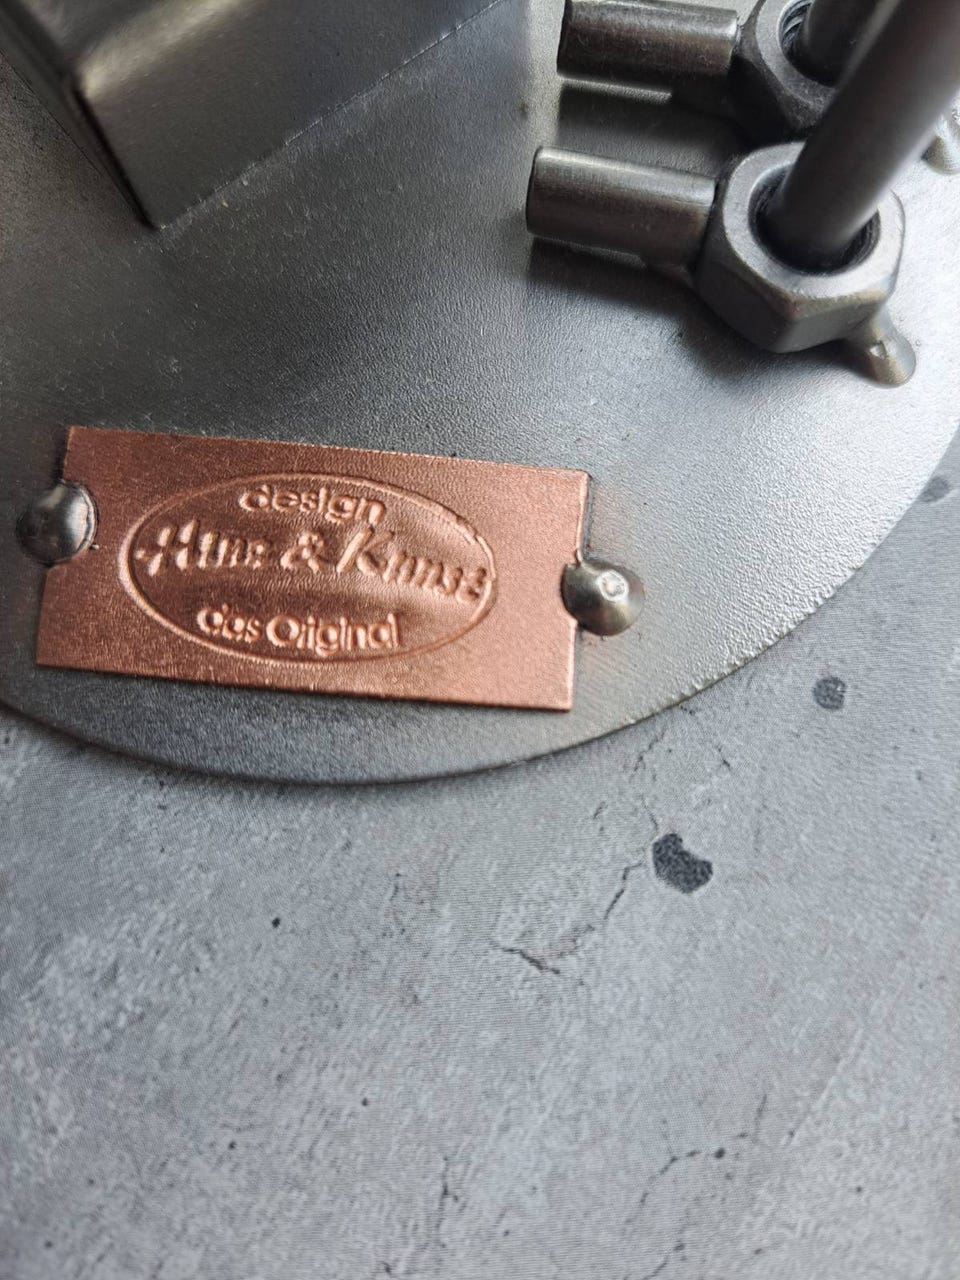 design
Hinz & Kunst
das Original